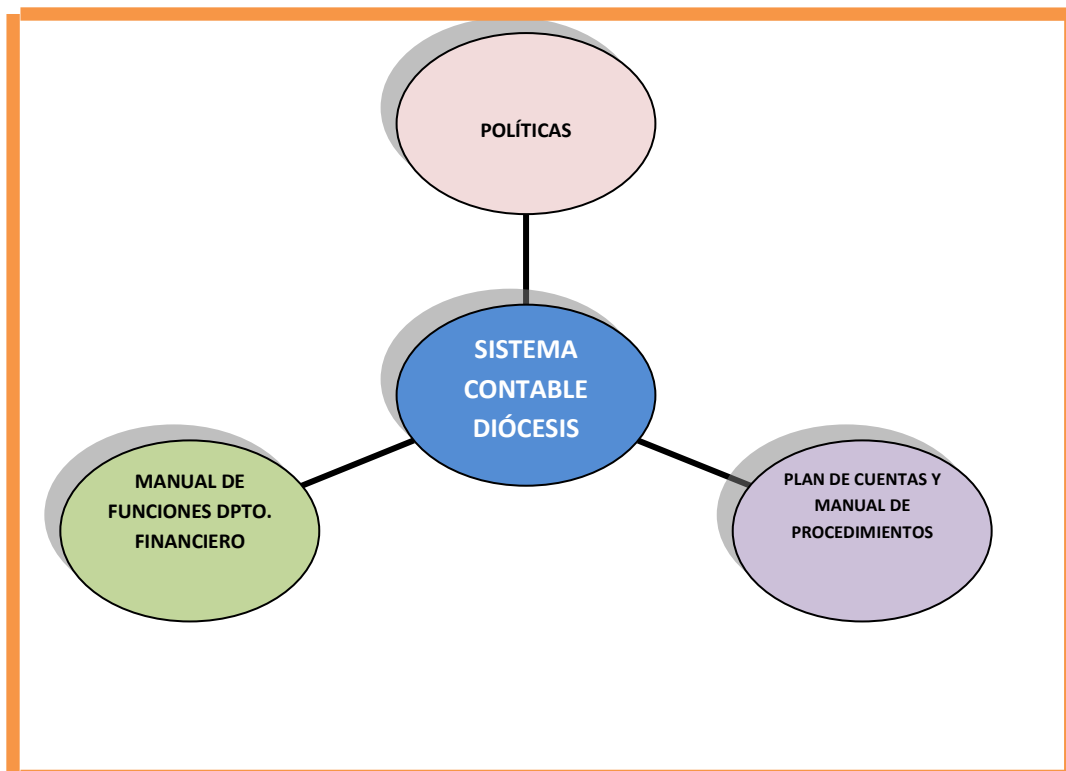 POLÍTICAS
SISTEMA
CONTABLE
DIÓCESIS
MANUAL DE
FUNCIONES DPTO.
FINANCIERO
PLAN DE CUENTAS Y
MANUAL DE
PROCEDIMIENTOS